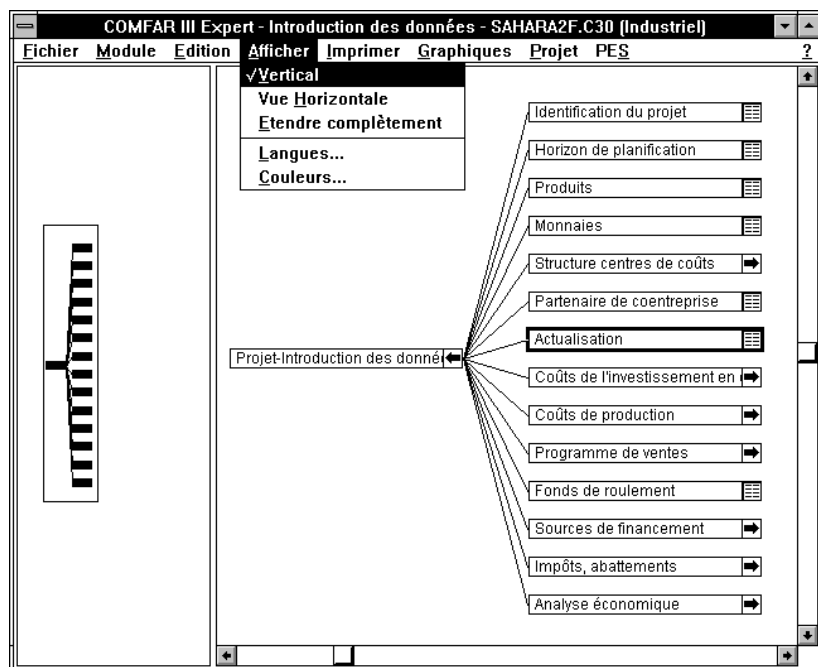 COMFAR III Expert - Introduction des données - SAHARA2F.C30 (Industriel)
Fichier Module Edition Afficher Imprimer Graphiques Projet PES ?
√Vertical
Vue Horizontale
Etendre complètement
Langues...
Couleurs...
Identification du projet
Horizon de planification
Produits
Monnaies
Structure centres de coûts
Partenaire de coentreprise
Actualisation
Projet-Introduction des donné
Coûts de l'investissement en
Coûts de production
Programme de ventes
Fonds de roulement
Sources de financement
Impôts, abattements
Analyse économique